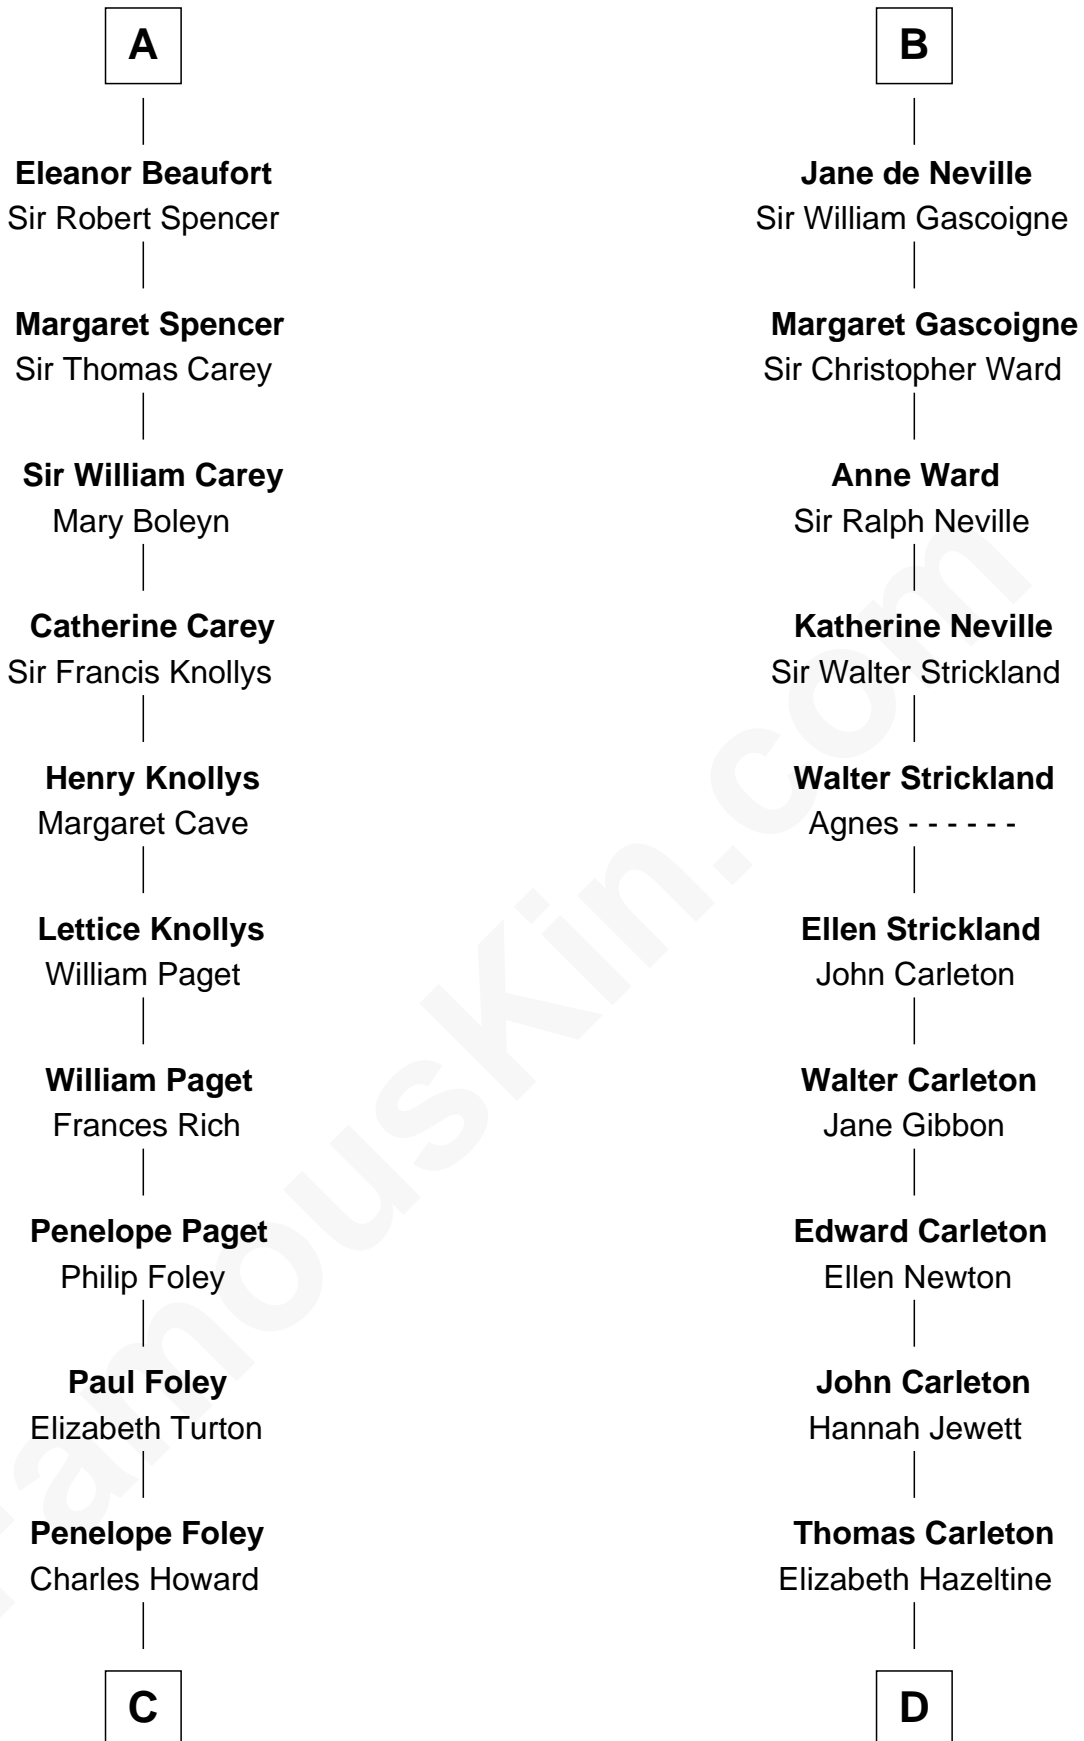 A
Eleanor Beaufort
Sir Robert Spencer
Margaret Spencer
Sir Thomas Carey
Sir William Carey
Mary Boleyn
Catherine Carey
Sir Francis Knollys
Henry Knollys
Margaret Cave
Lettice Knollys
William Paget
William Paget
Frances Rich
Penelope Paget
Philip Foley
Paul Foley
Elizabeth Turton
Penelope Foley
Charles Howard
C
B
Jane de Neville
Sir William Gascoigne
Margaret Gascoigne
Sir Christopher Ward
Anne Ward
Sir Ralph Neville
Katherine Neville
Sir Walter Strickland
Walter Strickland
Agnes - - - - - -
Ellen Strickland
John Carleton
Walter Carleton
Jane Gibbon
Edward Carleton
Ellen Newton
John Carleton
Hannah Jewett
Thomas Carleton
Elizabeth Hazeltine
D
FamousKin.com